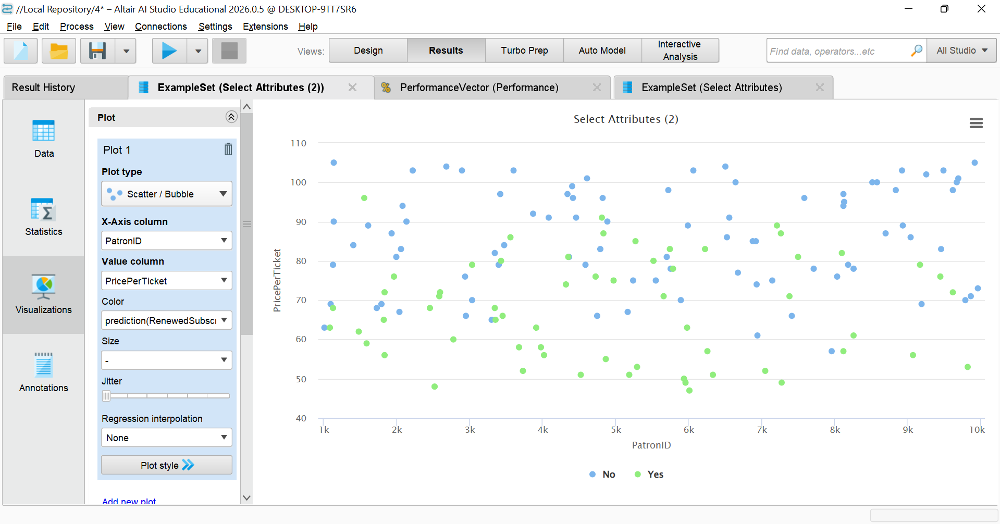 //Local Repository/4* – Altair AI Studio Educational 2026.0.5 @ DESKTOP-9TT7SR6
File Edit Process View Connections Settings Extensions Help
Views: Design Results Turbo Prep Auto Model Interactive Analysis
Find data, operators...etc All Studio
Result History ExampleSet (Select Attributes (2)) PerformanceVector (Performance) ExampleSet (Select Attributes)
Data
Statistics
Visualizations
Annotations
Plot
Plot 1
Plot type
Scatter / Bubble
X-Axis column
PatronID
Value column
PricePerTicket
Color
prediction(RenewedSubscr
Size
-
Jitter
Regression interpolation
None
Plot style
Add new plot
Select Attributes (2)
PricePerTicket
110
100
90
80
70
60
50
40
1k 2k 3k 4k 5k 6k 7k 8k 9k 10k
PatronID
No Yes